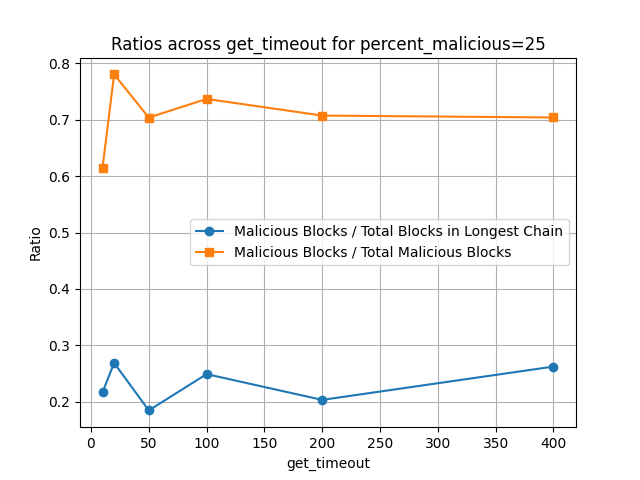 Ratios across get_timeout for percent_malicious=25
Ratio
0.8
0.7
0.6
0.5
0.4
0.3
0.2
Malicious Blocks / Total Blocks in Longest Chain
Malicious Blocks / Total Malicious Blocks
0 50 100 150 200 250 300 350 400
get_timeout